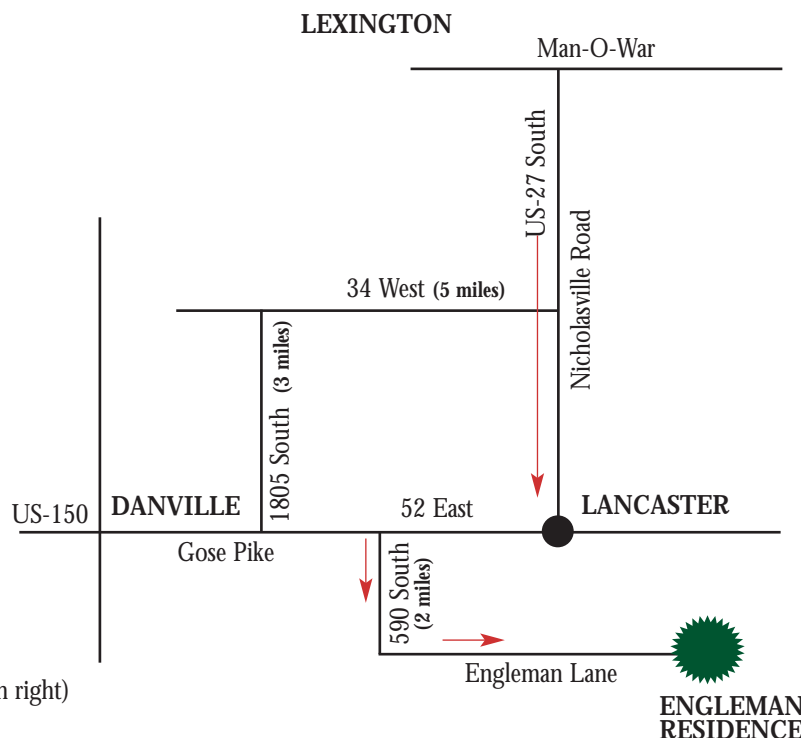 LEXINGTON
Man-O-War
US-27 South
Nicholasville Road
34 West (5 miles)
1805 South (3 miles)
US-150
DANVILLE
52 East
LANCASTER
Gose Pike
590 South
(2 miles)
Engleman Lane
right)
ENGLEMAN
RESIDENCE